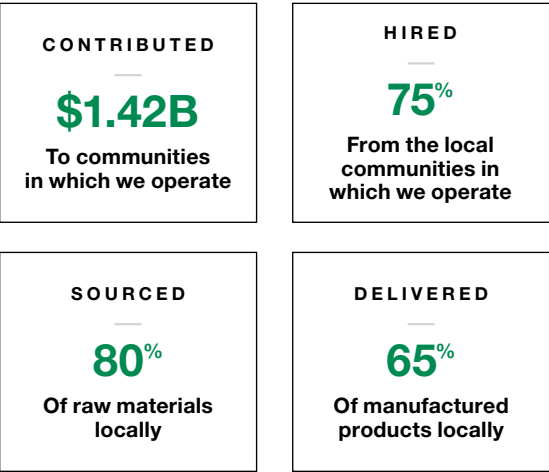 CONTRIBUTED
$1.42B
To communities
in which we operate
HIRED
75%
From the local
communities in
which we operate
SOURCED
80%
Of raw materials
locally
DELIVERED
65%
Of manufactured
products locally